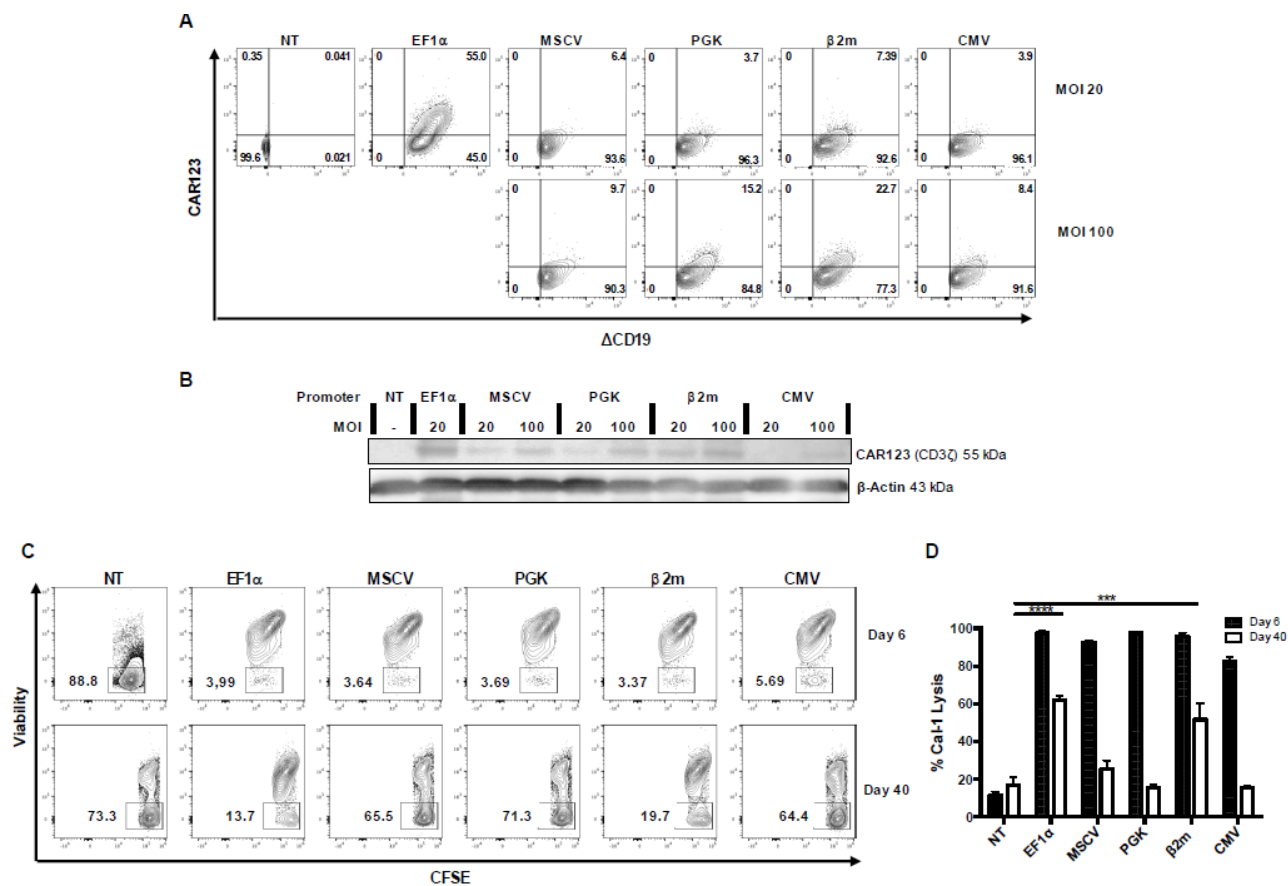 A
NT EF1α MSCV PGK β2m CMV
0.35 0.041 0 55.0 0 6.4 0 3.7 0 7.39 0 3.9
MOI 20
99.6 0.021 0 45.0 0 93.6 0 96.3 0 92.6 0 96.1
CAR123
0 9.7 0 15.2 0 22.7 0 8.4
MOI 100
0 90.3 0 84.8 0 77.3 0 91.6
ΔCD19
B
Promoter NT EF1α MSCV PGK β2m CMV
MOI - 20 20 100 20 100 20 100 20 100
CAR123 (CD3ζ) 55 kDa
β-Actin 43 kDa
C
NT EF1α MSCV PGK β2m CMV
Day 6
88.8 3,99 3.64 3.69 3.37 5.69
Viability
Day 40
73.3 13.7 65.5 71.3 19.7 64.4
CFSE
D
***
****
Day 6
Day 40
100
80
60
40
20
0
% Cal-1 Lysis
NT EF1α MSCV PGK β2m CMV